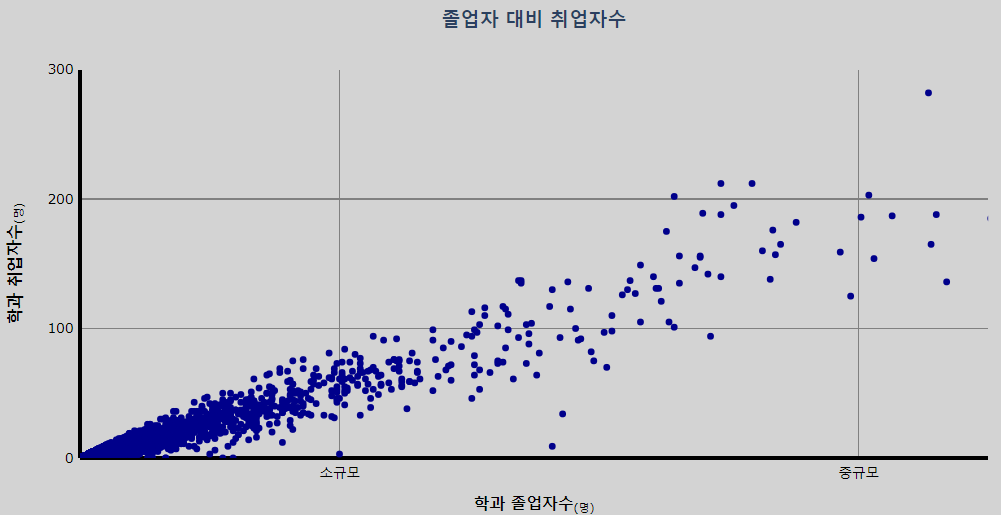 졸업자 대비 취업자수
300
200
100
0
학과 취업자수(명)
소규모 중규모
학과 졸업자수(명)